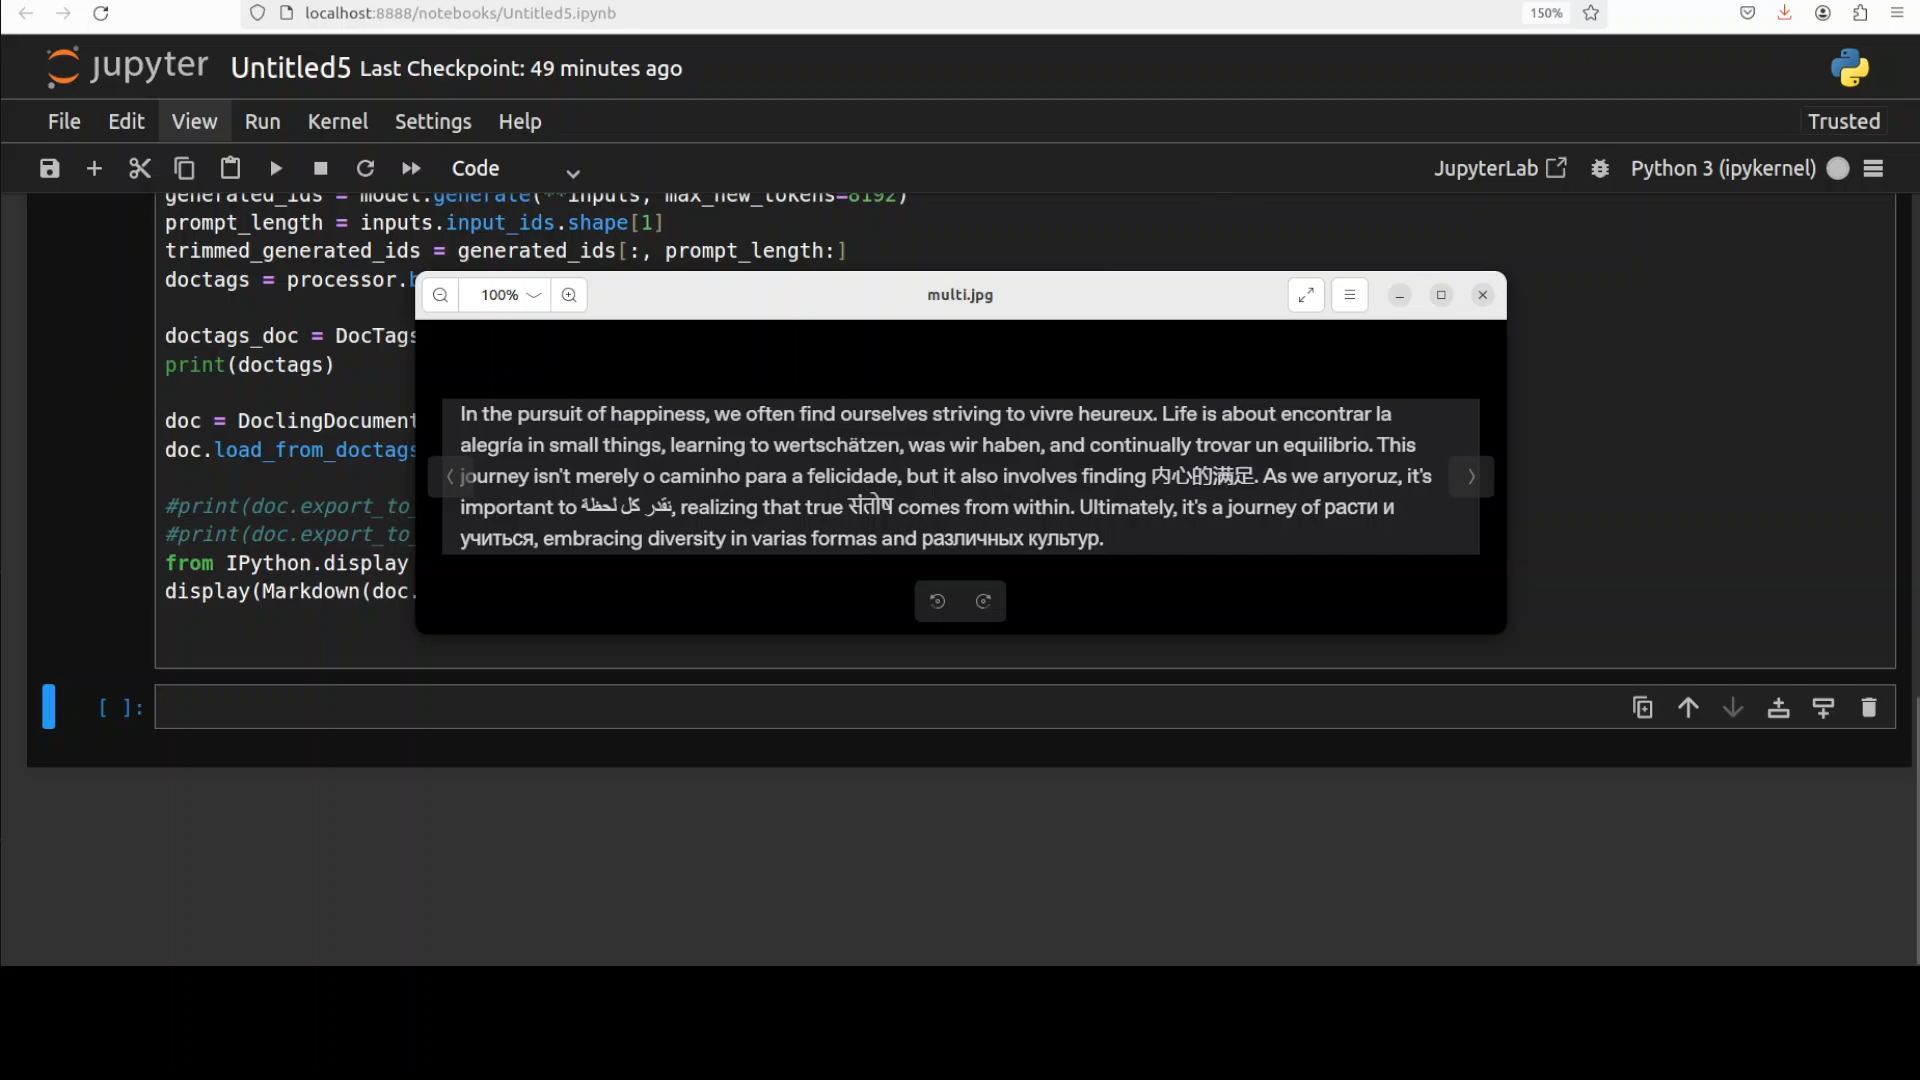 localhost:8888/notebooks/Untitled5.ipynb
150%
jupyter Untitled5 Last Checkpoint: 49 minutes ago
File Edit View Run Kernel Settings Help
Trusted
Code
JupyterLab
Python 3 (ipykernel)
generated_ids = model.generate(**inputs, max_new_tokens=8192)
prompt_length = inputs.input_ids.shape[1]
trimmed_generated_ids = generated_ids[:, prompt_length:]
doctags = processor.b
doctags_doc = DocTags
print(doctags)
doc = DoclingDocument
doc.load_from_doctags
#print(doc.export_to_
#print(doc.export_to_
from IPython.display
display(Markdown(doc.
100%
multi.jpg
In the pursuit of happiness, we often find ourselves striving to vivre heureux. Life is about encontrar la
alegría in small things, learning to wertschätzen, was wir haben, and continually trovar un equilibrio. This
journey isn't merely o caminho para a felicidade, but it also involves finding 内心的满足. As we arıyoruz, it's
important to نقدر كل لحظة, realizing that true संतोष comes from within. Ultimately, it's a journey of расти и
учиться, embracing diversity in varias formas and различных культур.
[ ]: